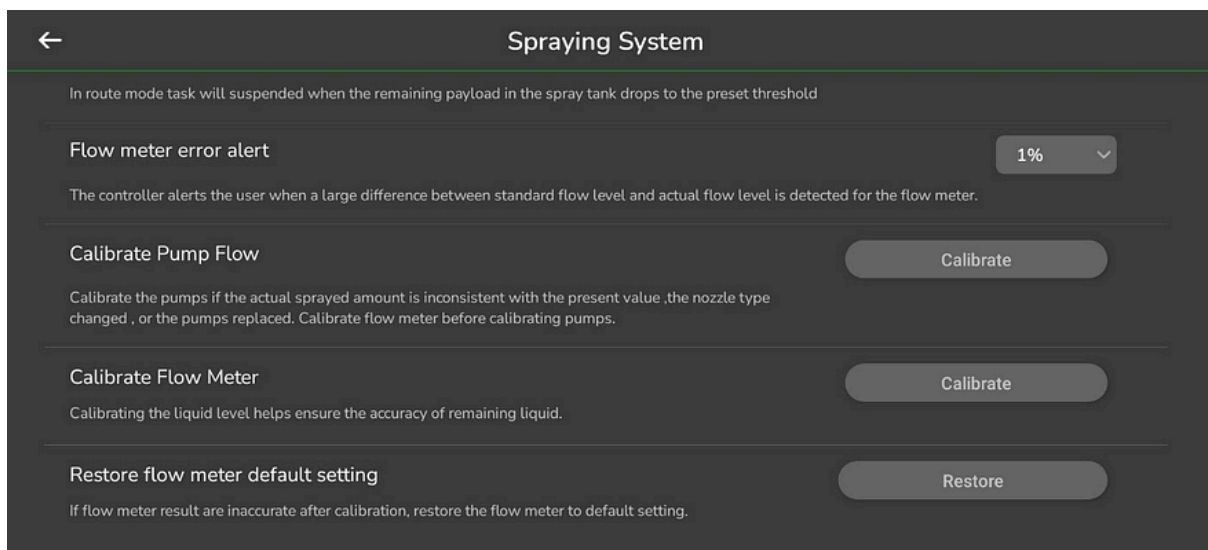 Spraying System
In route mode task will suspended when the remaining payload in the spray tank drops to the preset threshold
Flow meter error alert
1%
The controller alerts the user when a large difference between standard flow level and actual flow level is detected for the flow meter.
Calibrate Pump Flow
Calibrate
Calibrate the pumps if the actual sprayed amount is inconsistent with the present value ,the nozzle type
changed , or the pumps replaced. Calibrate flow meter before calibrating pumps.
Calibrate Flow Meter
Calibrate
Calibrating the liquid level helps ensure the accuracy of remaining liquid.
Restore flow meter default setting
Restore
If flow meter result are inaccurate after calibration, restore the flow meter to default setting.